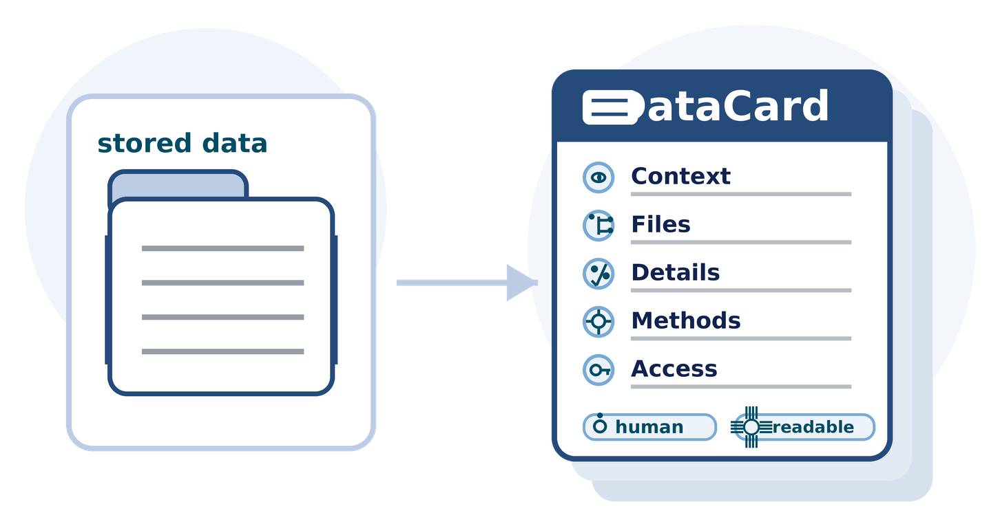 stored data
DataCard
Context
Files
Details
Methods
Access
human
readable